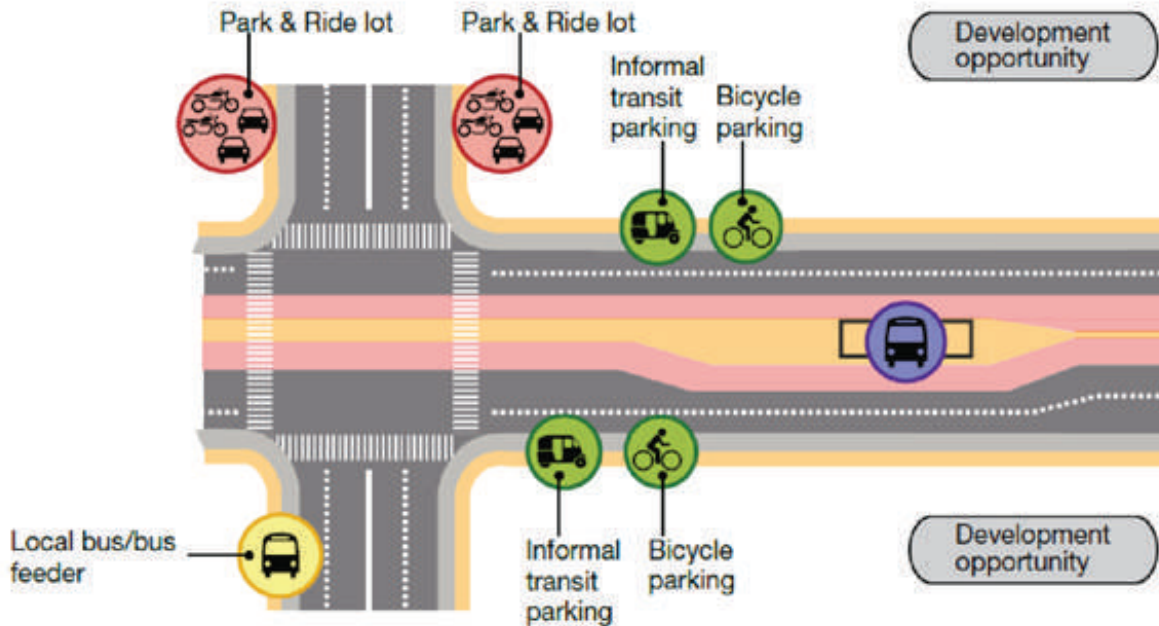 Park & Ride lot
Park & Ride lot
Development
opportunity
Informal
transit
parking
Bicycle
parking
Local bus/bus
feeder
Informal
transit
parking
Bicycle
parking
Development
opportunity